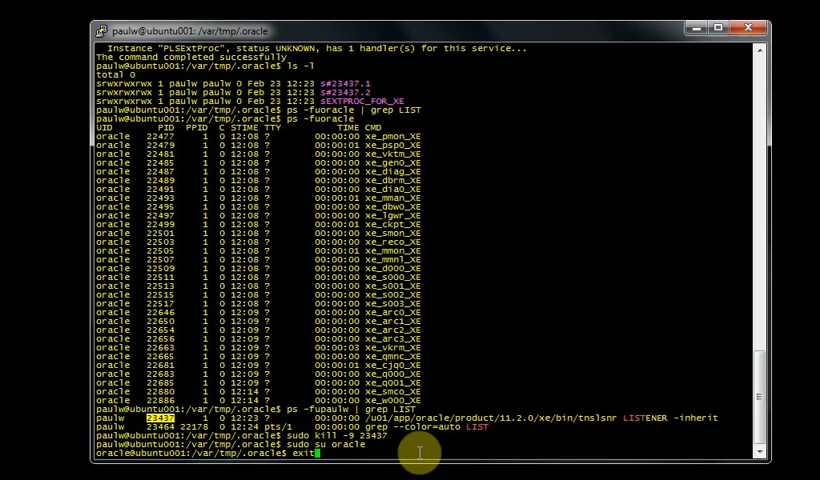 paulw@ubuntu001: /var/tmp/.oracle
Instance "PLSExtProc", status UNKNOWN, has 1 handler(s) for this service...
The command completed successfully
paulw@ubuntu001:/var/tmp/.oracle$ ls -l
total 0
srwxrwxrwx 1 paulw paulw 0 Feb 23 12:23 s#23437.1
srwxrwxrwx 1 paulw paulw 0 Feb 23 12:23 s#23437.2
srwxrwxrwx 1 paulw paulw 0 Feb 23 12:23 sEXTPROC_FOR_XE
paulw@ubuntu001:/var/tmp/.oracle$ ps -fuoracle | grep LIST
paulw@ubuntu001:/var/tmp/.oracle$ ps -fuoracle
UID PID PPID C STIME TTY TIME CMD
oracle 22477 1 0 12:08 ? 00:00:00 xe_pmon_XE
oracle 22479 1 0 12:08 ? 00:00:01 xe_psp0_XE
oracle 22481 1 0 12:08 ? 00:00:00 xe_vktm_XE
oracle 22485 1 0 12:08 ? 00:00:00 xe_gen0_XE
oracle 22487 1 0 12:08 ? 00:00:00 xe_diag_XE
oracle 22489 1 0 12:08 ? 00:00:00 xe_dbrm_XE
oracle 22491 1 0 12:08 ? 00:00:00 xe_dia0_XE
oracle 22493 1 0 12:08 ? 00:00:01 xe_mman_XE
oracle 22495 1 0 12:08 ? 00:00:00 xe_dbw0_XE
oracle 22497 1 0 12:08 ? 00:00:00 xe_lgwr_XE
oracle 22499 1 0 12:08 ? 00:00:01 xe_ckpt_XE
oracle 22501 1 0 12:08 ? 00:00:00 xe_smon_XE
oracle 22503 1 0 12:08 ? 00:00:00 xe_reco_XE
oracle 22505 1 0 12:08 ? 00:00:01 xe_mmon_XE
oracle 22507 1 0 12:08 ? 00:00:00 xe_mmnl_XE
oracle 22509 1 0 12:08 ? 00:00:00 xe_d000_XE
oracle 22511 1 0 12:08 ? 00:00:00 xe_s000_XE
oracle 22513 1 0 12:08 ? 00:00:00 xe_s001_XE
oracle 22515 1 0 12:08 ? 00:00:00 xe_s002_XE
oracle 22517 1 0 12:08 ? 00:00:00 xe_s003_XE
oracle 22646 1 0 12:09 ? 00:00:00 xe_arc0_XE
oracle 22650 1 0 12:09 ? 00:00:00 xe_arc1_XE
oracle 22654 1 0 12:09 ? 00:00:00 xe_arc2_XE
oracle 22656 1 0 12:09 ? 00:00:00 xe_arc3_XE
oracle 22663 1 0 12:09 ? 00:00:03 xe_vkrm_XE
oracle 22665 1 0 12:09 ? 00:00:00 xe_qmnc_XE
oracle 22681 1 0 12:09 ? 00:00:01 xe_cjq0_XE
oracle 22683 1 0 12:09 ? 00:00:00 xe_q000_XE
oracle 22685 1 0 12:09 ? 00:00:00 xe_q001_XE
oracle 22880 1 0 12:14 ? 00:00:00 xe_smco_XE
oracle 22886 1 0 12:14 ? 00:00:00 xe_w000_XE
paulw@ubuntu001:/var/tmp/.oracle$ ps -fupaulw | grep LIST
paulw 23437 1 0 12:23 ? 00:00:00 /u01/app/oracle/product/11.2.0/xe/bin/tnslsnr LISTENER -inherit
paulw 23464 22178 0 12:24 pts/1 00:00:00 grep --color=auto LIST
paulw@ubuntu001:/var/tmp/.oracle$ sudo kill -9 23437
paulw@ubuntu001:/var/tmp/.oracle$ sudo su oracle
oracle@ubuntu001:/var/tmp/.oracle$ exit